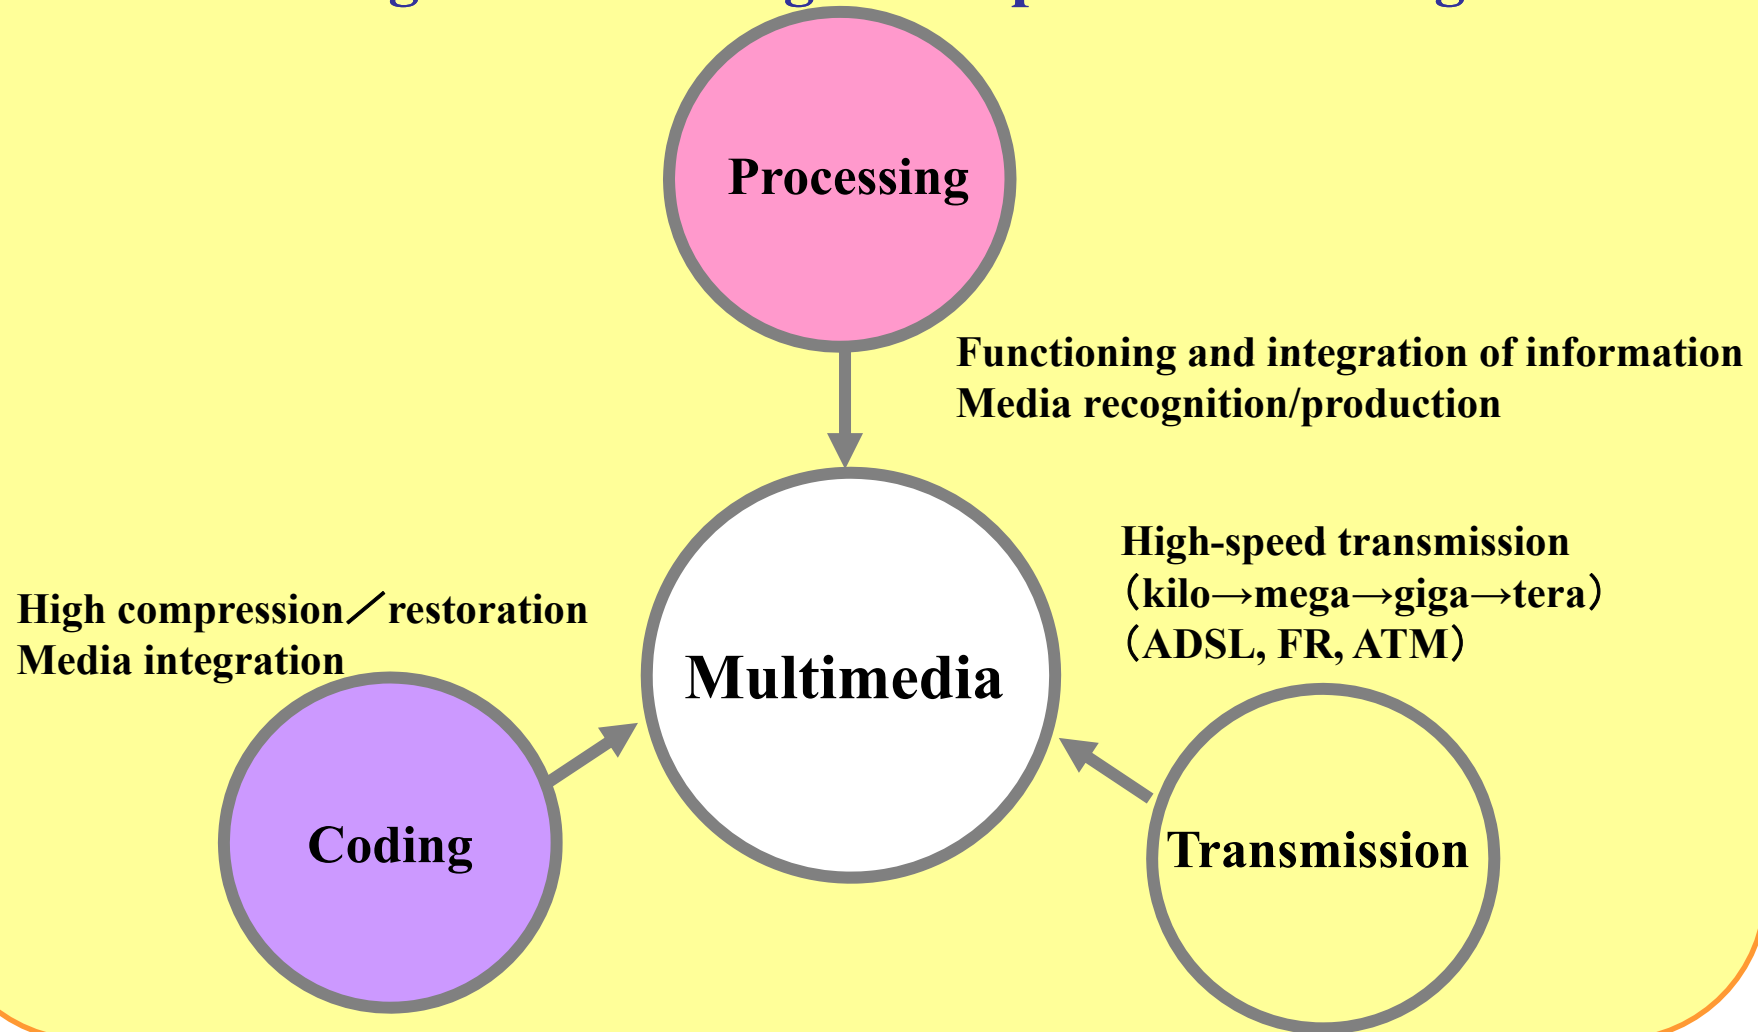 Processing
Functioning and integration of information
Media recognition/production
High-speed transmission
（kilo→mega→giga→tera）
（ADSL, FR, ATM）
High compression／restoration
Media integration
Multimedia
Coding
Transmission